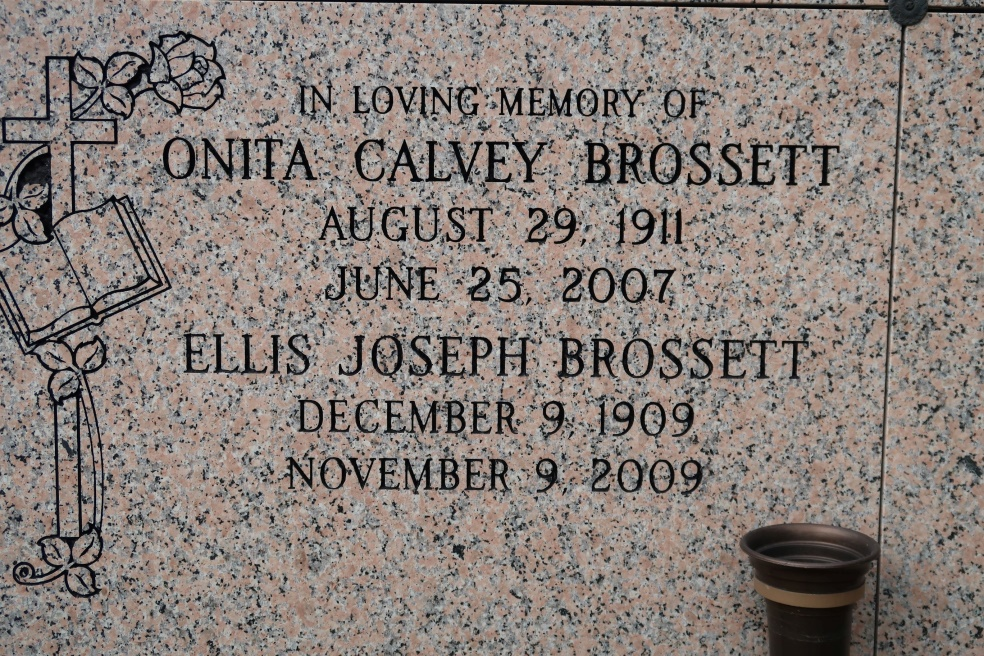 IN LOVING MEMORY OF
ONITA CALVEY BROSSETT
AUGUST 29, 1911
JUNE 25, 2007
ELLIS JOSEPH BROSSETT
DECEMBER 9, 1909
NOVEMBER 9, 2009